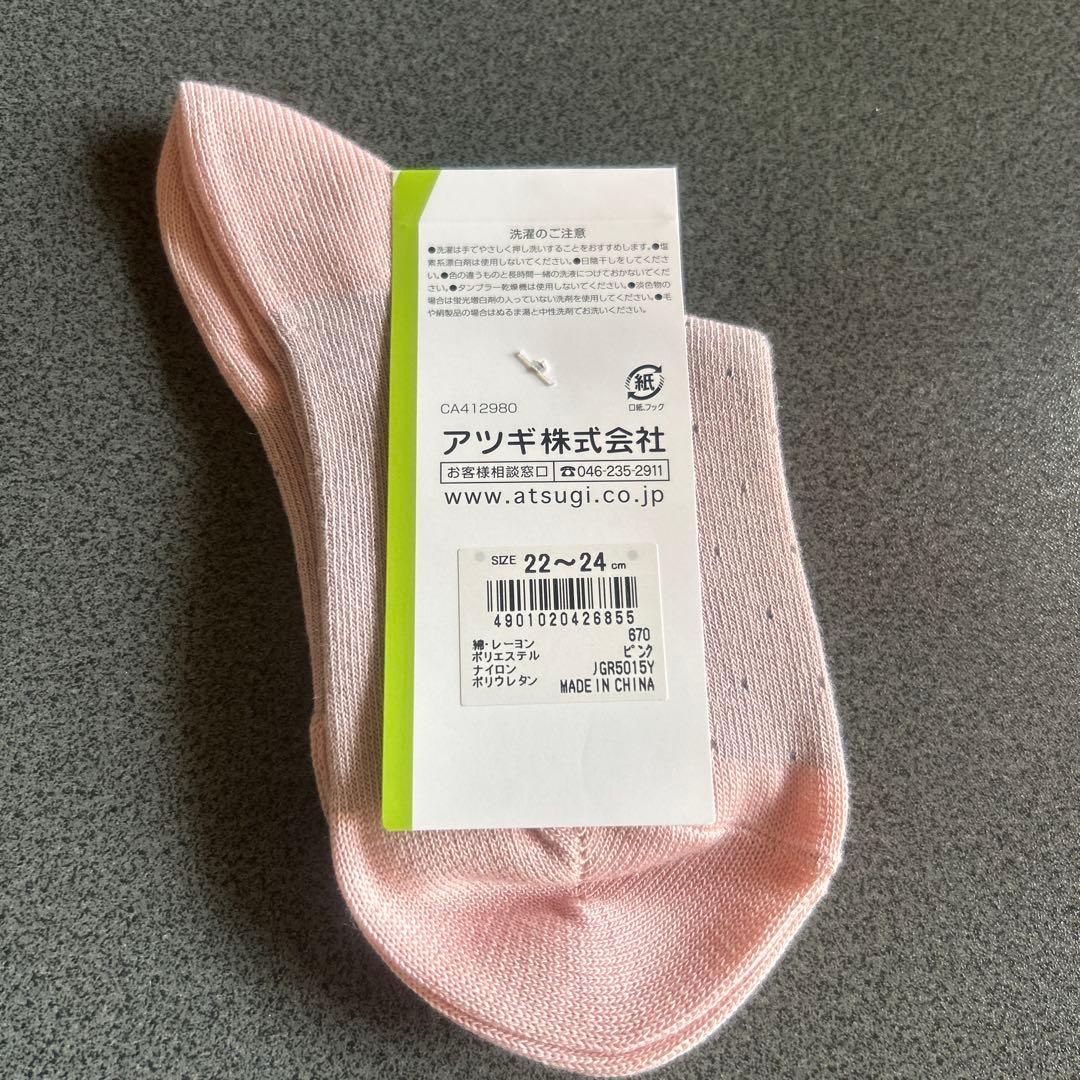 洗濯のご注意
●洗濯は手でやさしく押し洗いすることをおすすめします。●塩
素系漂白剤は使用しないでください。●日陰干しをしてくださ
い。●色の違うものと長時間一緒の洗液につけておかないでくだ
さい。●タンブラー乾燥機は使用しないでください。●淡色物の
場合は蛍光増白剤の入っていない洗剤を使用してください。●毛
や絹製品の場合はぬるま湯と中性洗剤でお洗いください。
紙
口紙、フック
CA412980
アツギ株式会社
お客様相談窓口 ☎046-235-2911
www.atsugi.co.jp
SIZE 22〜24 cm
4901020426855
綿・レーヨン 670
ポリエステル ピンク
ナイロン JGR5015Y
ポリウレタン MADE IN CHINA